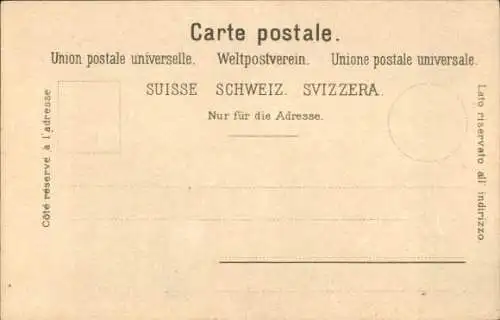 Carte postale.
Union postale universelle. Weltpostverein. Unione postale universale.
SUISSE SCHWEIZ. SVIZZERA.
Nur für die Adresse.
Côté réservé à l'adresse
Lato riservato all' indirizzo.